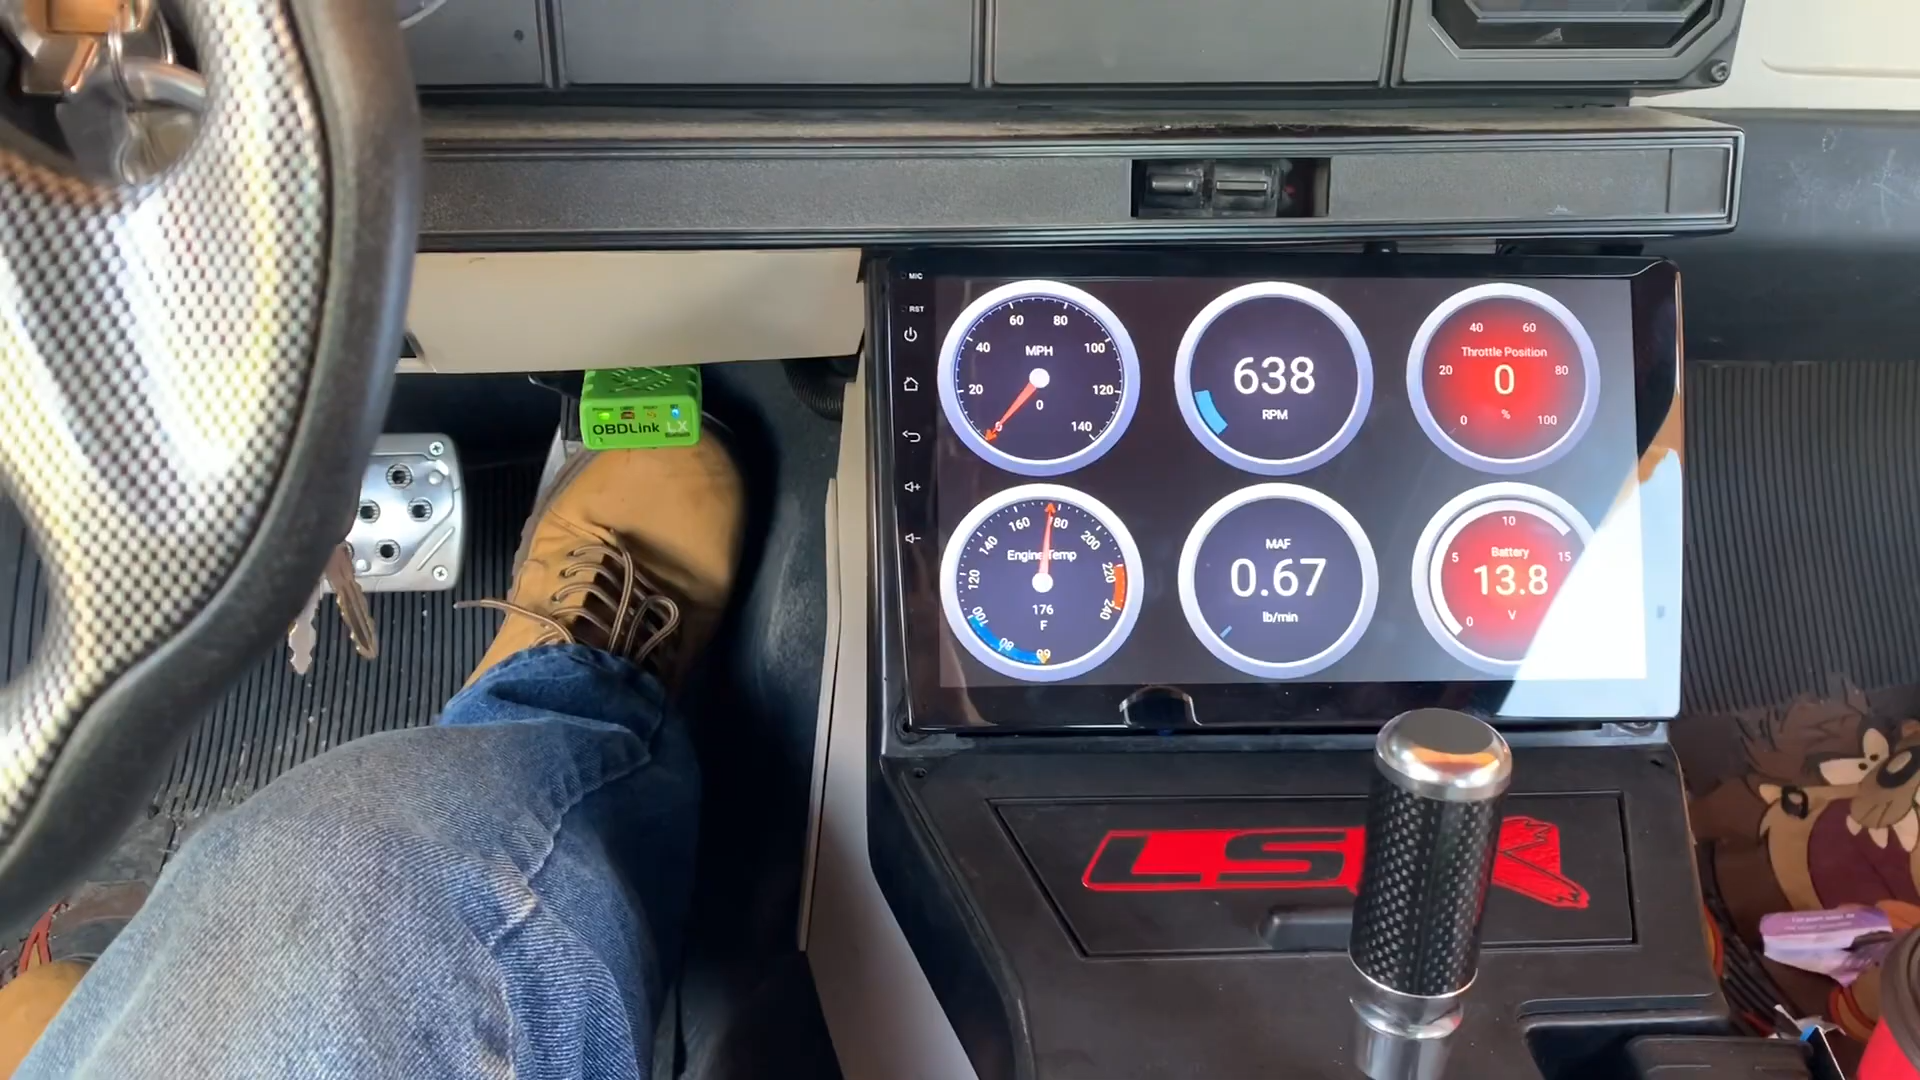 MIC
RST
60 80
40 MPH 100
20 120
0
0 140
638
RPM
40 60
Throttle Position
20 0 80
%
0 100
160 180
140 200
Engine Temp
120 220
176
100 240
F
80
MAF
0.67
lb/min
10
5 Battery 15
13.8
0 V
OBDLink LX
LSX